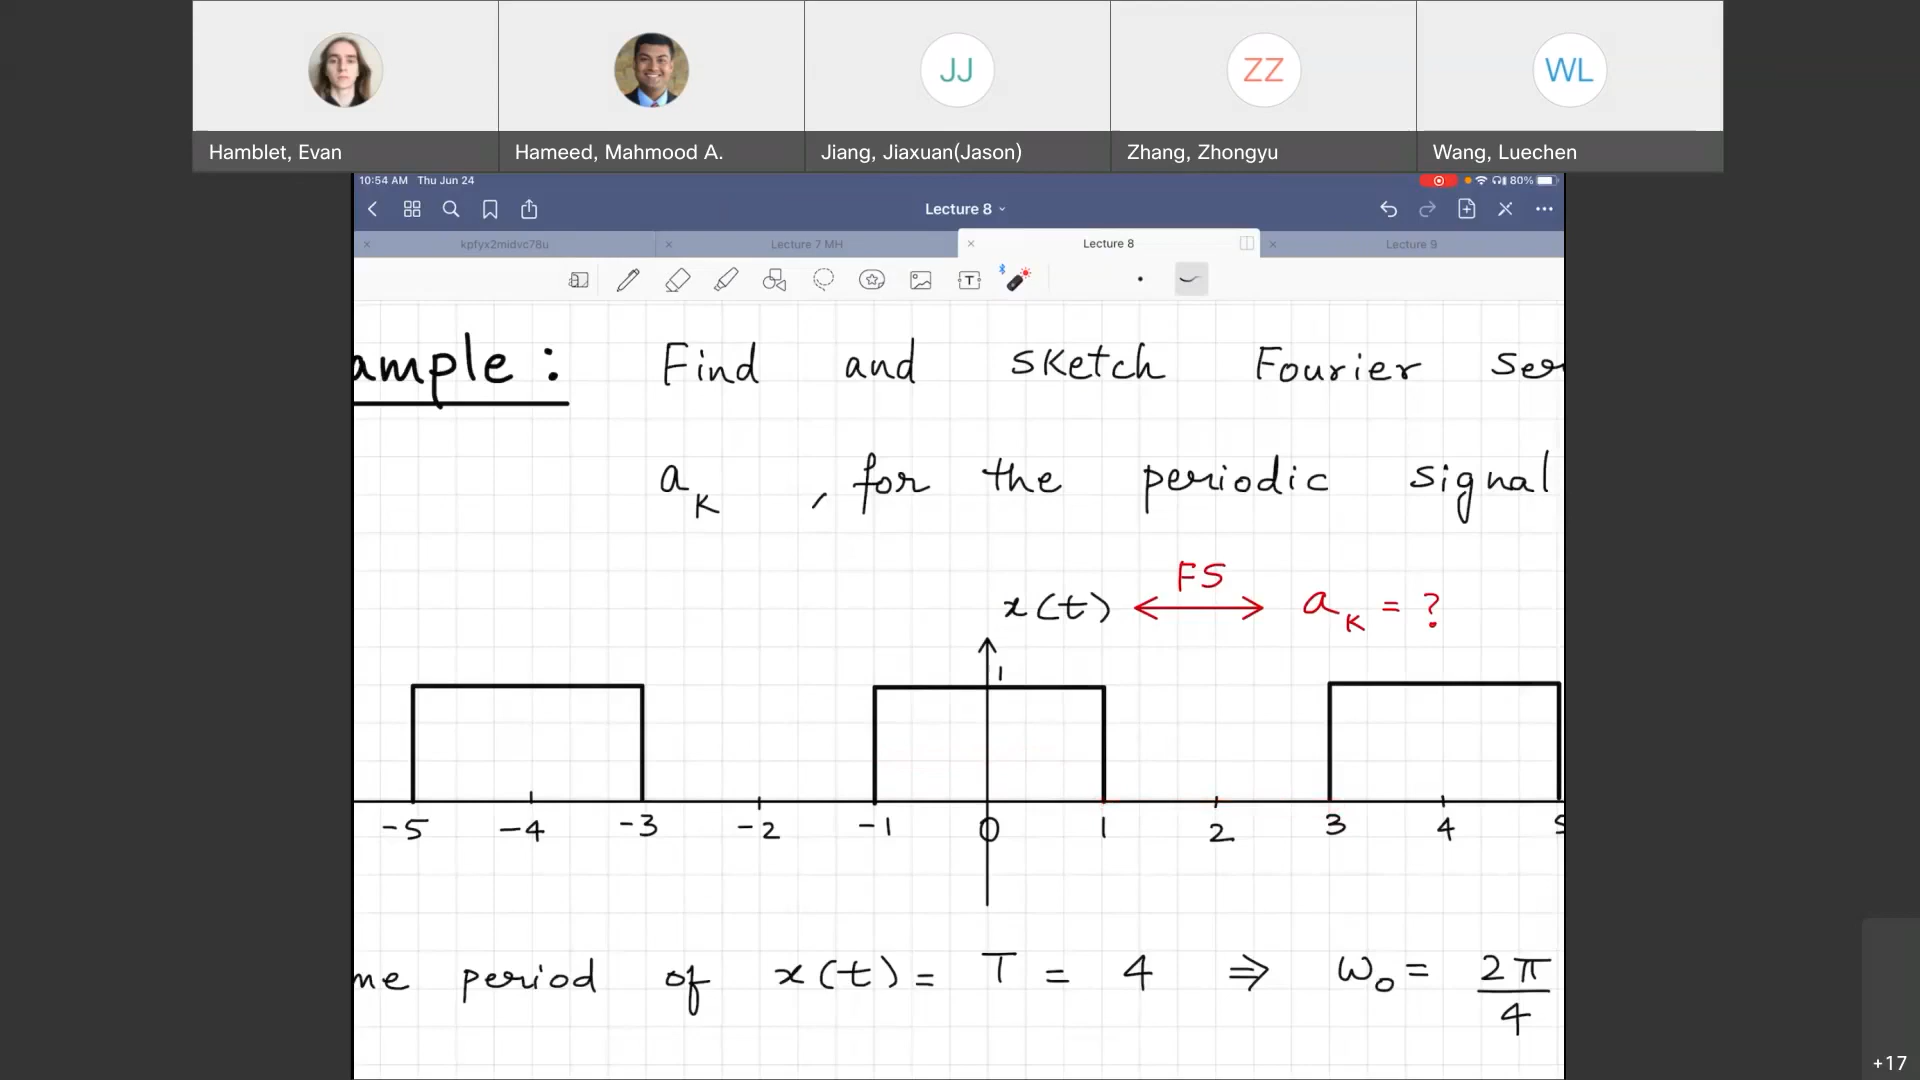 JJ
ZZ
WL
Hamblet, Evan
Hameed, Mahmood A.
Jiang, Jiaxuan(Jason)
Zhang, Zhongyu
Wang, Luechen
10:54 AM Thu Jun 24
80%
Lecture 8
kpfyx2midvc78u
Lecture 7 MH
Lecture 8
Lecture 9
T
ample : Find and sketch Fourier ser
a_K , for the periodic signal
FS
x(t) ⟷ a_K = ?
1
-5 -4 -3 -2 -1 0 1 2 3 4 5
me period of x(t) = T = 4 ⇒ ω₀ = 2π/4
+17